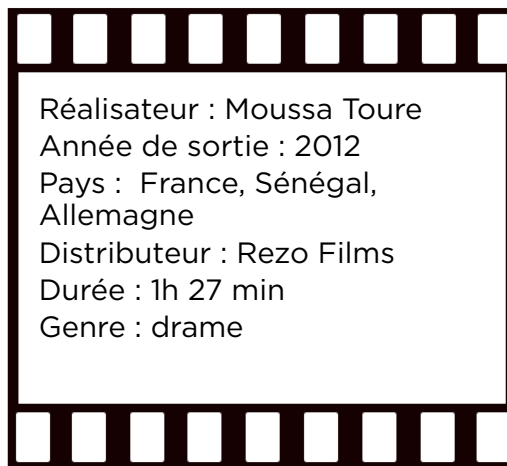 Réalisateur : Moussa Toure
Année de sortie : 2012
Pays :  France, Sénégal,
Allemagne
Distributeur : Rezo Films
Durée : 1h 27 min
Genre : drame